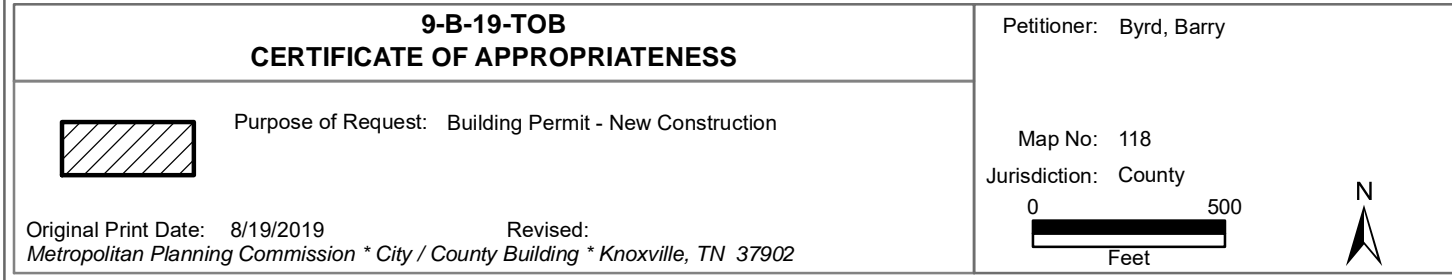 9-B-19-TOB
CERTIFICATE OF APPROPRIATENESS
Purpose of Request: Building Permit - New Construction
Original Print Date: 8/19/2019 Revised:
Metropolitan Planning Commission * City / County Building * Knoxville, TN 37902
Petitioner: Byrd, Barry
Map No: 118
Jurisdiction: County
0 500
Feet
N